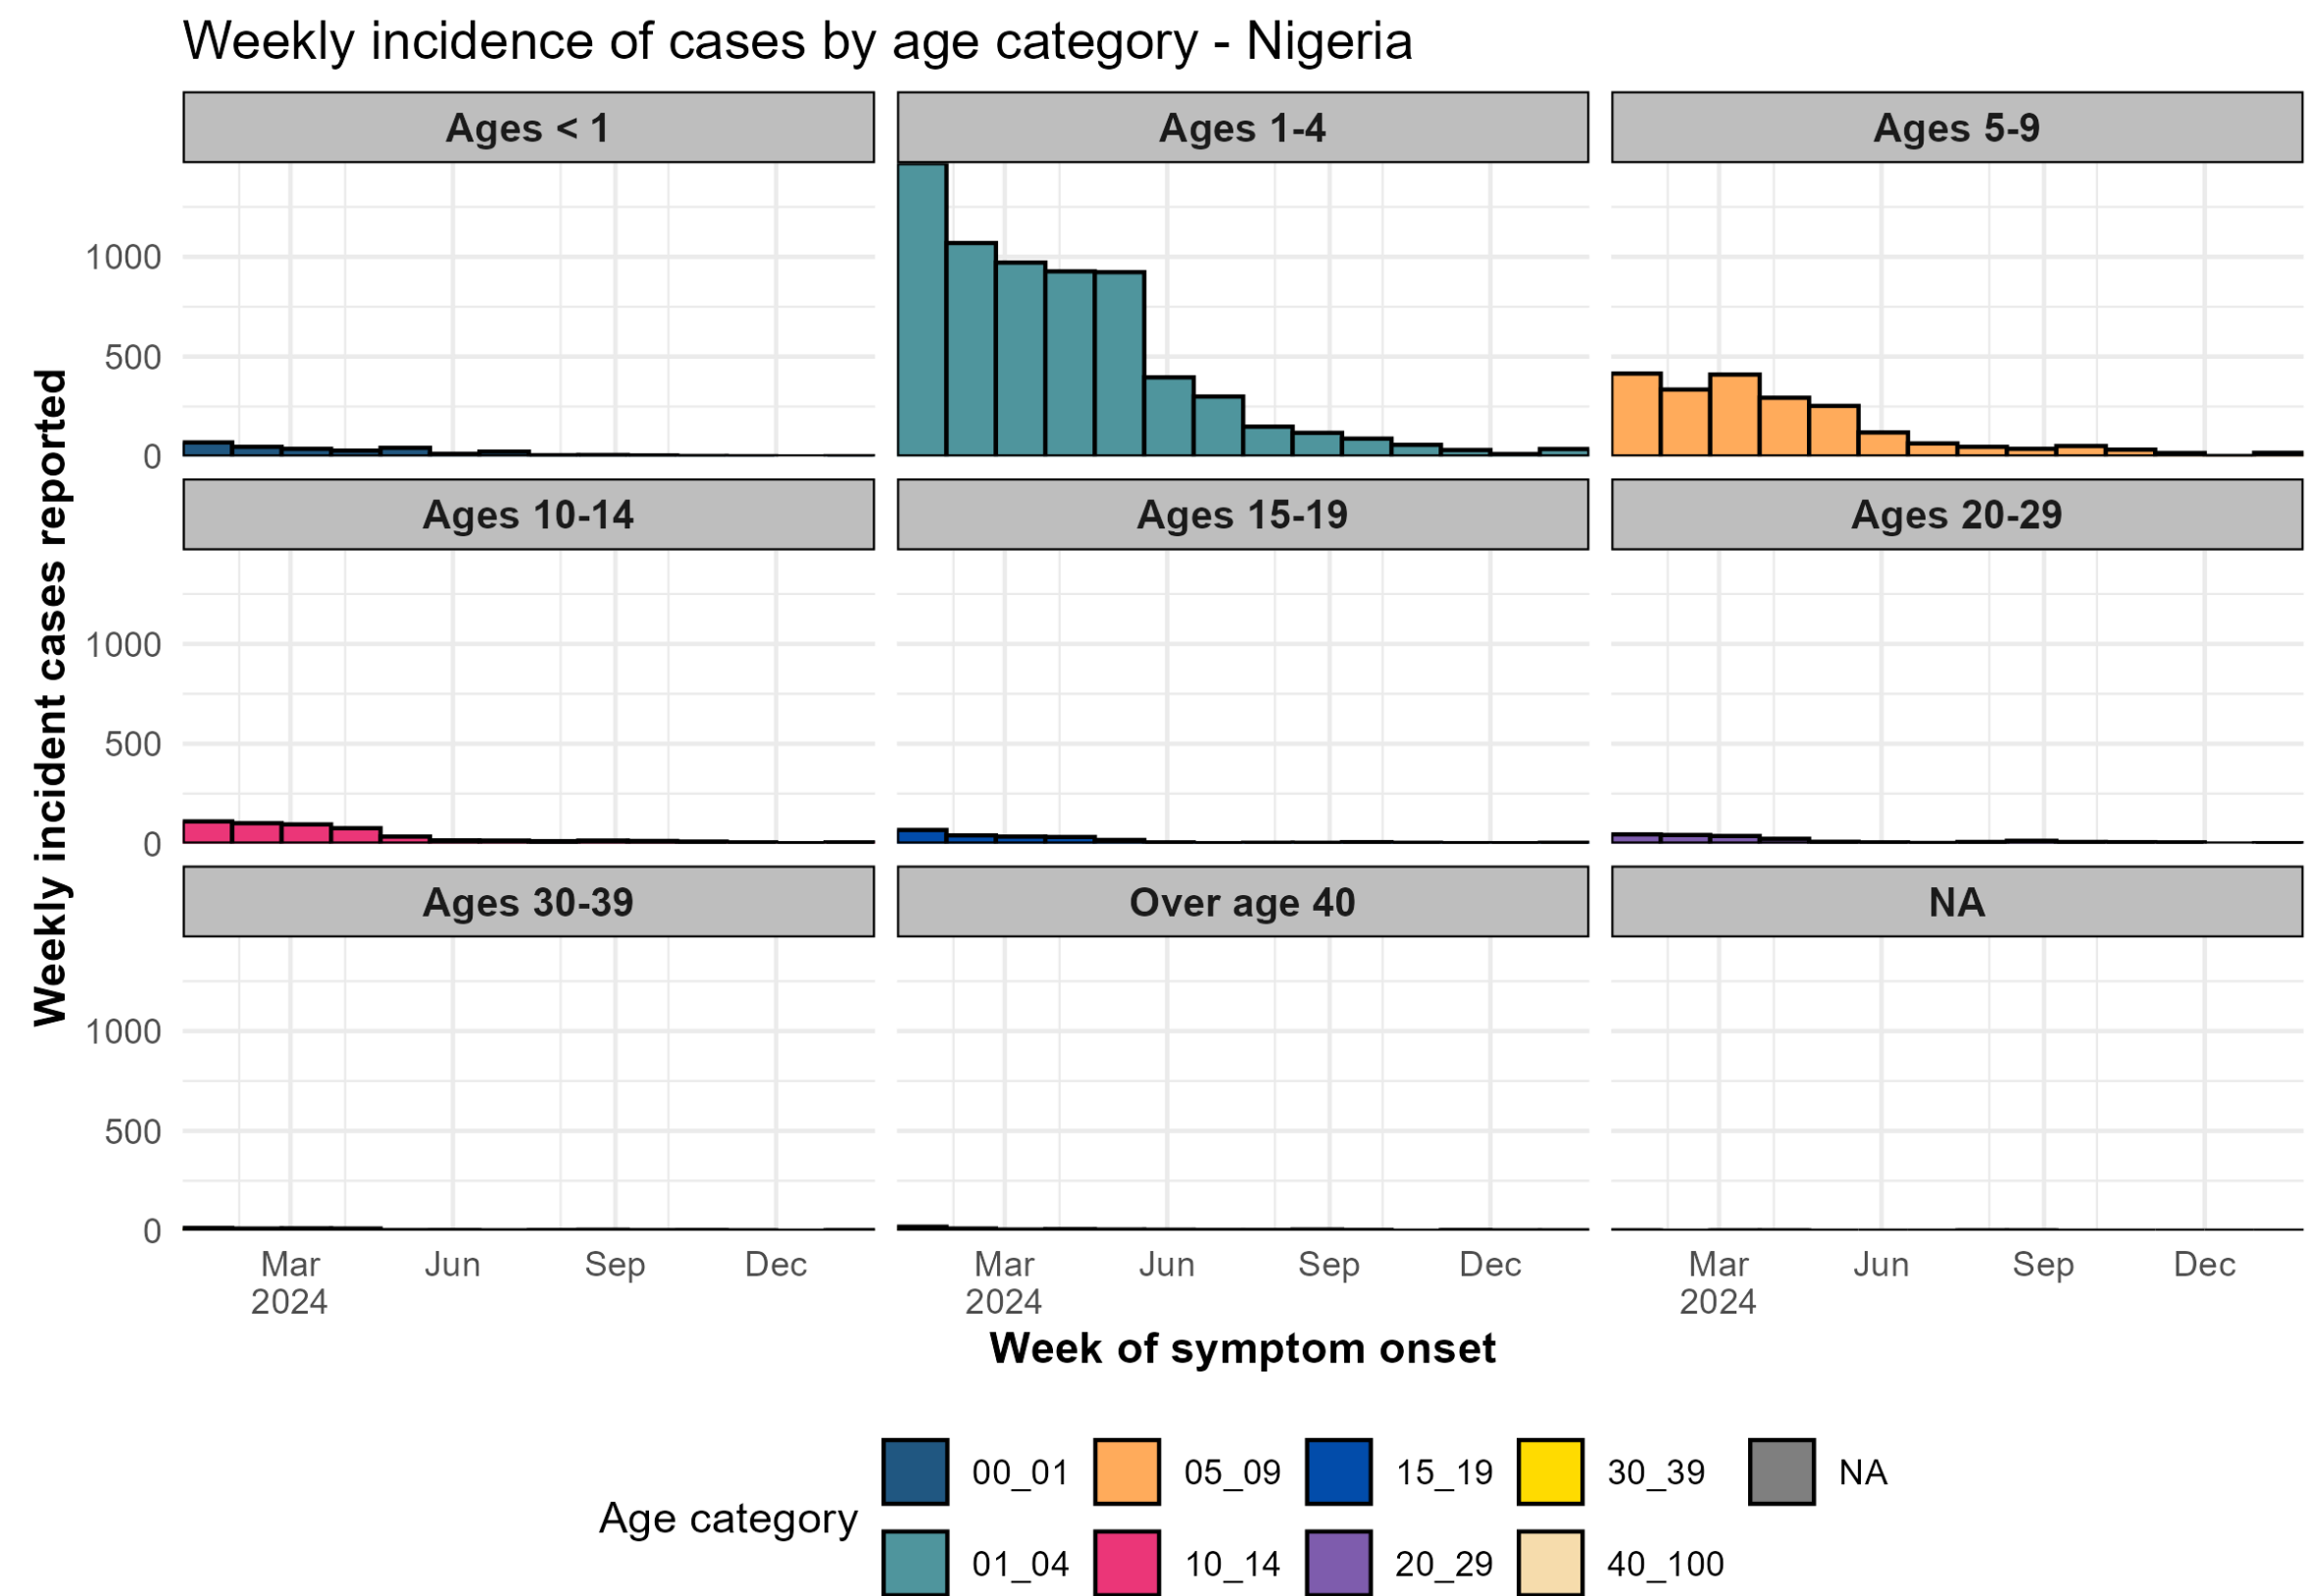 Weekly incidence of cases by age category - Nigeria
Ages < 1
Ages 1-4
Ages 5-9
1000
500
0
Ages 10-14
Ages 15-19
Ages 20-29
1000
500
0
Ages 30-39
Over age 40
NA
1000
500
0
Weekly incident cases reported
Mar Jun Sep Dec
2024
Mar Jun Sep Dec
2024
Mar Jun Sep Dec
2024
Week of symptom onset
Age category
00_01 05_09 15_19 30_39 NA
01_04 10_14 20_29 40_100